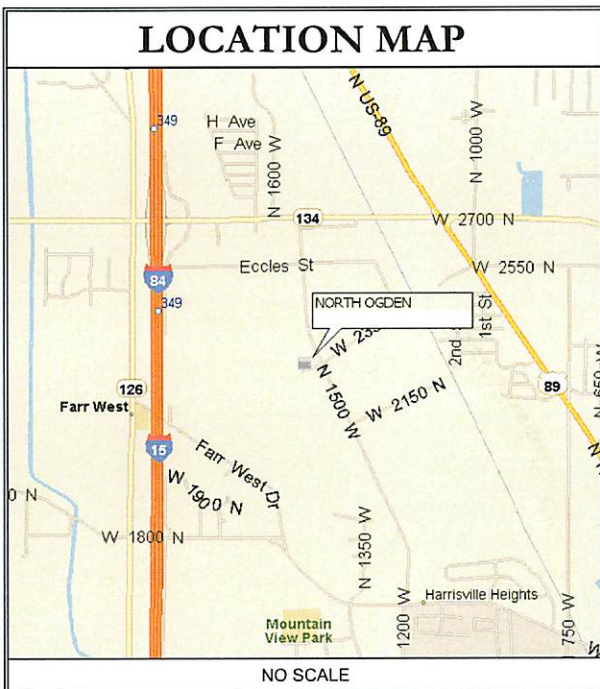 LOCATION MAP
349
H Ave
F Ave
N 1600 W
N US-89
N 1000 W
134
W 2700 N
Eccles St
W 2550 N
84
349
NORTH OGDEN
2nd
1st St
126
Farr West
N 1500 W
W 2150 N
89
N 650 W
15
Farr West Dr
W 1900 N
0 N
W 1800 N
N 1350 W
Harrisville Heights
1200 W
Mountain
View Park
750 W
NO SCALE